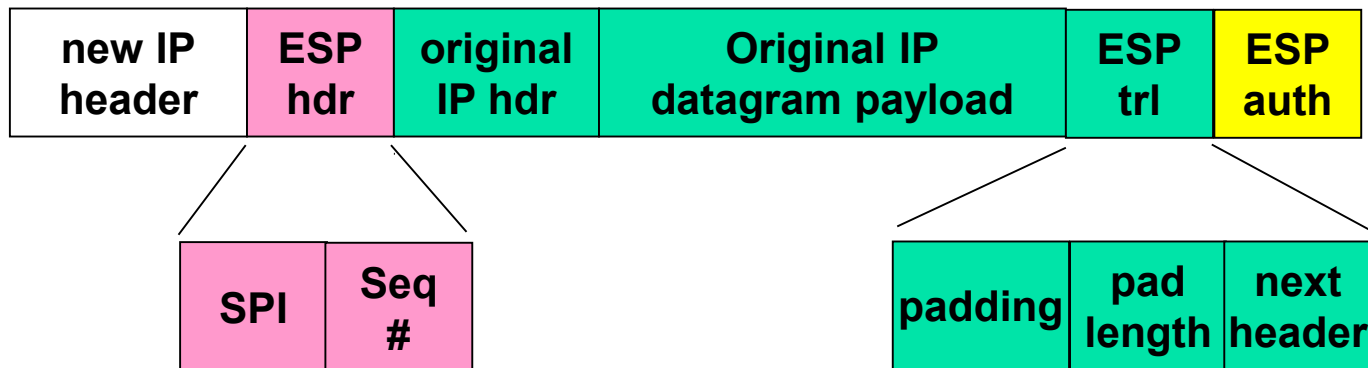 new IP
header
ESP
hdr
original
IP hdr
Original IP
datagram payload
ESP
trl
ESP
auth
SPI
Seq
#
padding
pad
length
next
header